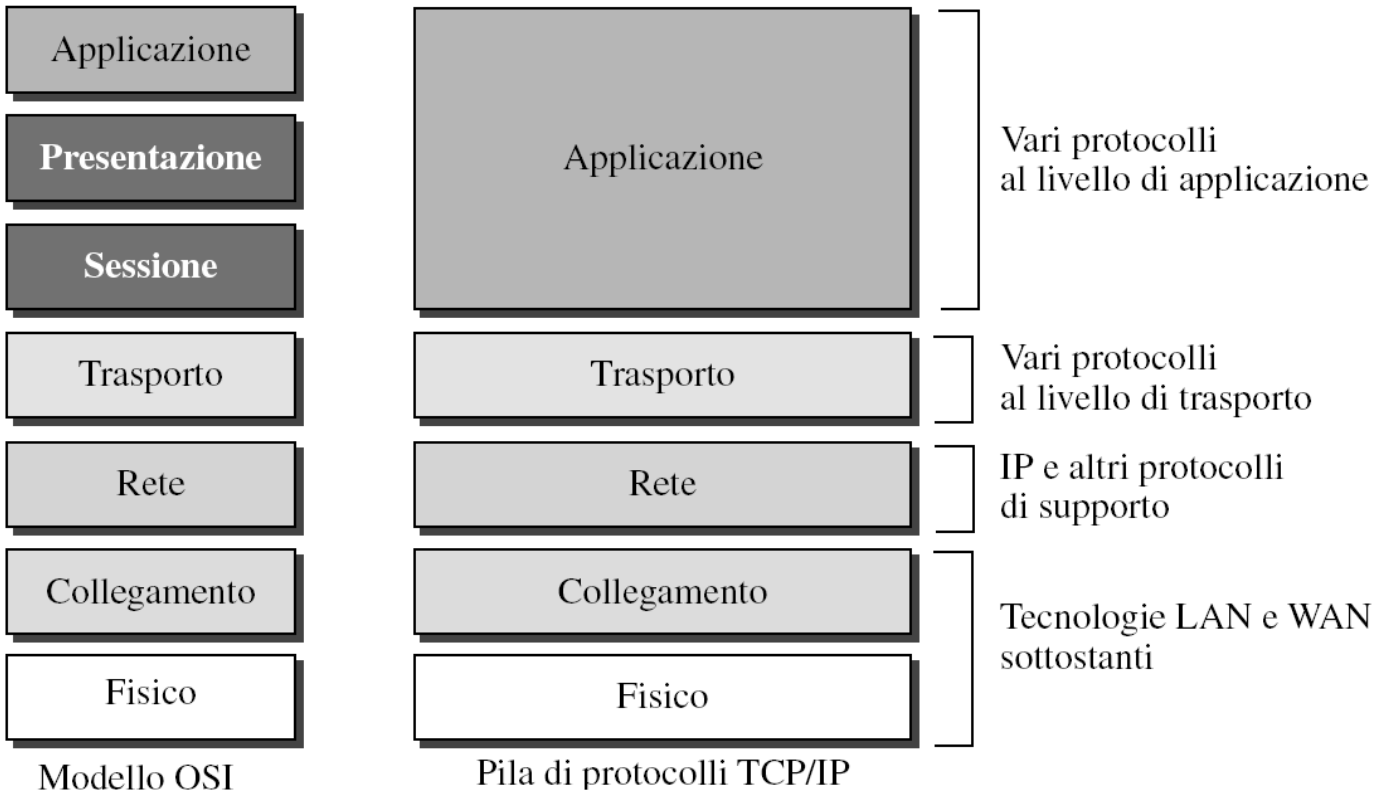 Applicazione
Presentazione
Sessione
Trasporto
Rete
Collegamento
Fisico
Modello OSI
Applicazione
Trasporto
Rete
Collegamento
Fisico
Pila di protocolli TCP/IP
Vari protocolli
al livello di applicazione
Vari protocolli
al livello di trasporto
IP e altri protocolli
di supporto
Tecnologie LAN e WAN
sottostanti